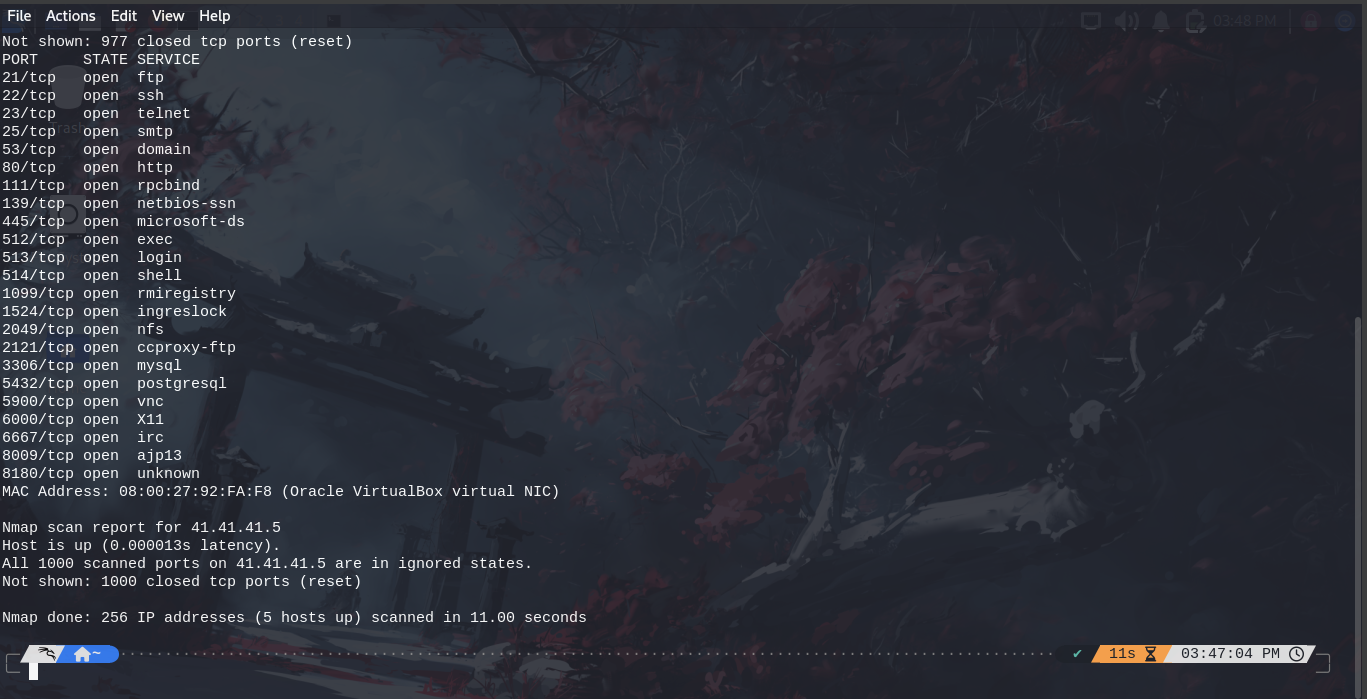 File Actions Edit View Help
03:48 PM
Not shown: 977 closed tcp ports (reset)
PORT STATE SERVICE
21/tcp open ftp
22/tcp open ssh
23/tcp open telnet
25/tcp open smtp
Trash
53/tcp open domain
80/tcp open http
111/tcp open rpcbind
139/tcp open netbios-ssn
445/tcp open microsoft-ds
512/tcp open exec
513/tcp open login
514/tcp open shell
1099/tcp open rmiregistry
1524/tcp open ingreslock
2049/tcp open nfs
2121/tcp open ccproxy-ftp
3306/tcp open mysql
5432/tcp open postgresql
5900/tcp open vnc
6000/tcp open X11
6667/tcp open irc
8009/tcp open ajp13
8180/tcp open unknown
MAC Address: 08:00:27:92:FA:F8 (Oracle VirtualBox virtual NIC)
Nmap scan report for 41.41.41.5
Host is up (0.000013s latency).
All 1000 scanned ports on 41.41.41.5 are in ignored states.
Not shown: 1000 closed tcp ports (reset)
Nmap done: 256 IP addresses (5 hosts up) scanned in 11.00 seconds
~ ✔ 11s 03:47:04 PM